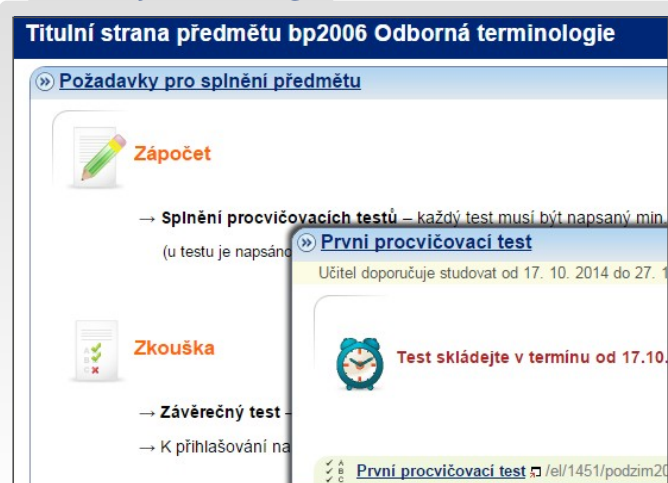 Titulní strana předmětu bp2006 Odborná terminologie
Požadavky pro splnění předmětu
Zápočet
→ Splnění procvičovacích testů – každý test musí být napsaný min.
(u testu je napsáno
První procvičovací test
Učitel doporučuje studovat od 17. 10. 2014 do 27. 1
Test skládejte v termínu od 17.10.
Zkouška
→ Závěrečný test –
→ K přihlašování na
První procvičovací test /el/1451/podzim20